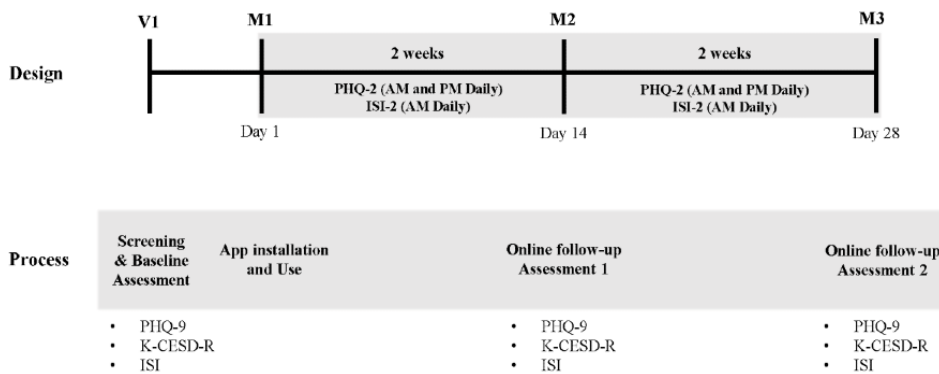 V1 M1 M2 M3
Design
2 weeks 2 weeks
PHQ-2 (AM and PM Daily) PHQ-2 (AM and PM Daily)
ISI-2 (AM Daily) ISI-2 (AM Daily)
Day 1 Day 14 Day 28
Process
Screening
& Baseline
Assessment
App installation
and Use
Online follow-up
Assessment 1
Online follow-up
Assessment 2
• PHQ-9
• K-CESD-R
• ISI
• PHQ-9
• K-CESD-R
• ISI
• PHQ-9
• K-CESD-R
• ISI